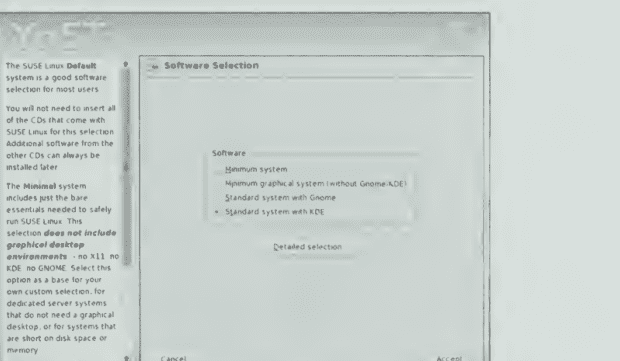 YaST
The SUSE Linux Default
system is a good software
selection for most users
You will not need to insert all
of the CDs that come with
SUSE Linux for this selection
Additional software from the
other CDs can always be
installed later
The Minimal system
includes just the bare
essentials needed to safely
run SUSE Linux. This
selection does not include
graphical desktop
environments - no X11 no
KDE no GNOME. Select this
option as a base for your
own custom selection, for
dedicated server systems
that do not need a graphical
desktop, or for systems that
are short on disk space or
memory
Software Selection
Software
Minimum system
Minimum graphical system (without Gnome/KDE)
Standard system with Gnome
Standard system with KDE
Detailed selection
Cancel
Accept